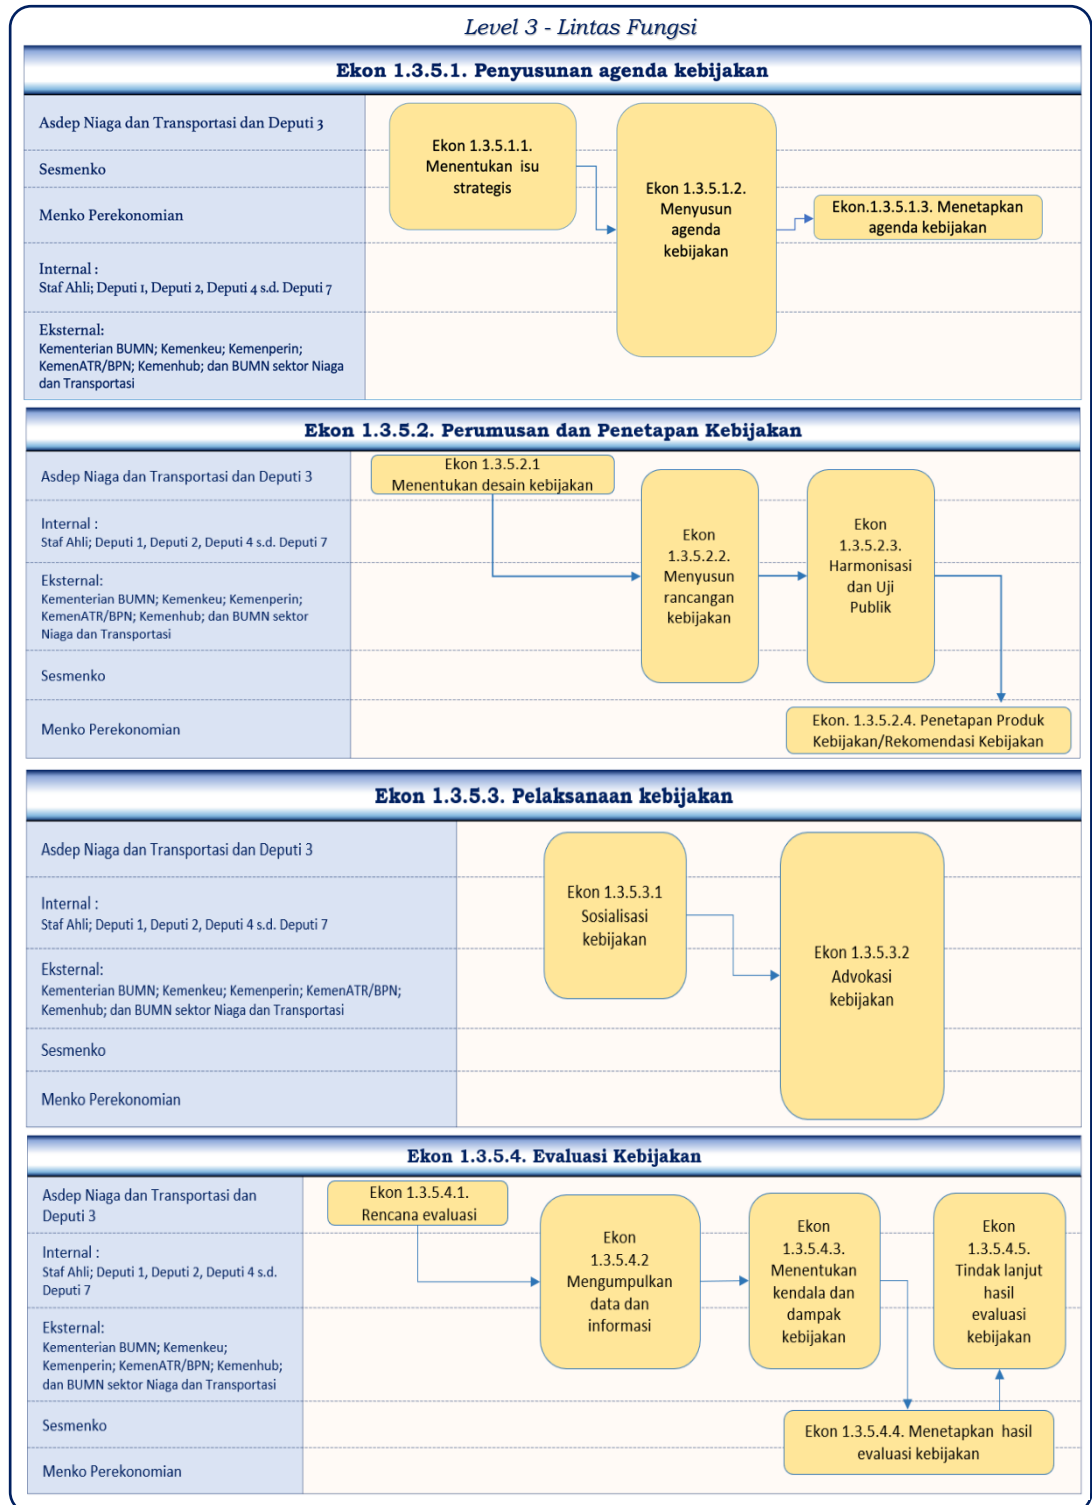 Level 3 - Lintas Fungsi
Ekon 1.3.5.1. Penyusunan agenda kebijakan
Asdep Niaga dan Transportasi dan Deputi 3
Sesmenko
Menko Perekonomian
Internal :
Staf Ahli; Deputi 1, Deputi 2, Deputi 4 s.d. Deputi 7
Eksternal:
Kementerian BUMN; Kemenkeu; Kemenperin;
KemenATR/BPN; Kemenhub; dan BUMN sektor Niaga
dan Transportasi
Ekon 1.3.5.1.1.
Menentukan isu
strategis
Ekon 1.3.5.1.2.
Menyusun
agenda
kebijakan
Ekon.1.3.5.1.3. Menetapkan
agenda kebijakan
Ekon 1.3.5.2. Perumusan dan Penetapan Kebijakan
Asdep Niaga dan Transportasi dan Deputi 3
Internal :
Staf Ahli; Deputi 1, Deputi 2, Deputi 4 s.d. Deputi 7
Eksternal:
Kementerian BUMN; Kemenkeu; Kemenperin;
KemenATR/BPN; Kemenhub; dan BUMN sektor
Niaga dan Transportasi
Sesmenko
Menko Perekonomian
Ekon 1.3.5.2.1
Menentukan desain kebijakan
Ekon
1.3.5.2.2.
Menyusun
rancangan
kebijakan
Ekon
1.3.5.2.3.
Harmonisasi
dan Uji
Publik
Ekon. 1.3.5.2.4. Penetapan Produk
Kebijakan/Rekomendasi Kebijakan
Ekon 1.3.5.3. Pelaksanaan kebijakan
Asdep Niaga dan Transportasi dan Deputi 3
Internal :
Staf Ahli; Deputi 1, Deputi 2, Deputi 4 s.d. Deputi 7
Eksternal:
Kementerian BUMN; Kemenkeu; Kemenperin; KemenATR/BPN;
Kemenhub; dan BUMN sektor Niaga dan Transportasi
Sesmenko
Menko Perekonomian
Ekon 1.3.5.3.1
Sosialisasi
kebijakan
Ekon 1.3.5.3.2
Advokasi
kebijakan
Ekon 1.3.5.4. Evaluasi Kebijakan
Asdep Niaga dan Transportasi dan
Deputi 3
Internal :
Staf Ahli; Deputi 1, Deputi 2, Deputi 4 s.d.
Deputi 7
Eksternal:
Kementerian BUMN; Kemenkeu;
Kemenperin; KemenATR/BPN; Kemenhub;
dan BUMN sektor Niaga dan Transportasi
Sesmenko
Menko Perekonomian
Ekon 1.3.5.4.1.
Rencana evaluasi
Ekon
1.3.5.4.2
Mengumpulkan
data dan
informasi
Ekon
1.3.5.4.3.
Menentukan
kendala dan
dampak
kebijakan
Ekon
1.3.5.4.5.
Tindak lanjut
hasil
evaluasi
kebijakan
Ekon 1.3.5.4.4. Menetapkan hasil
evaluasi kebijakan